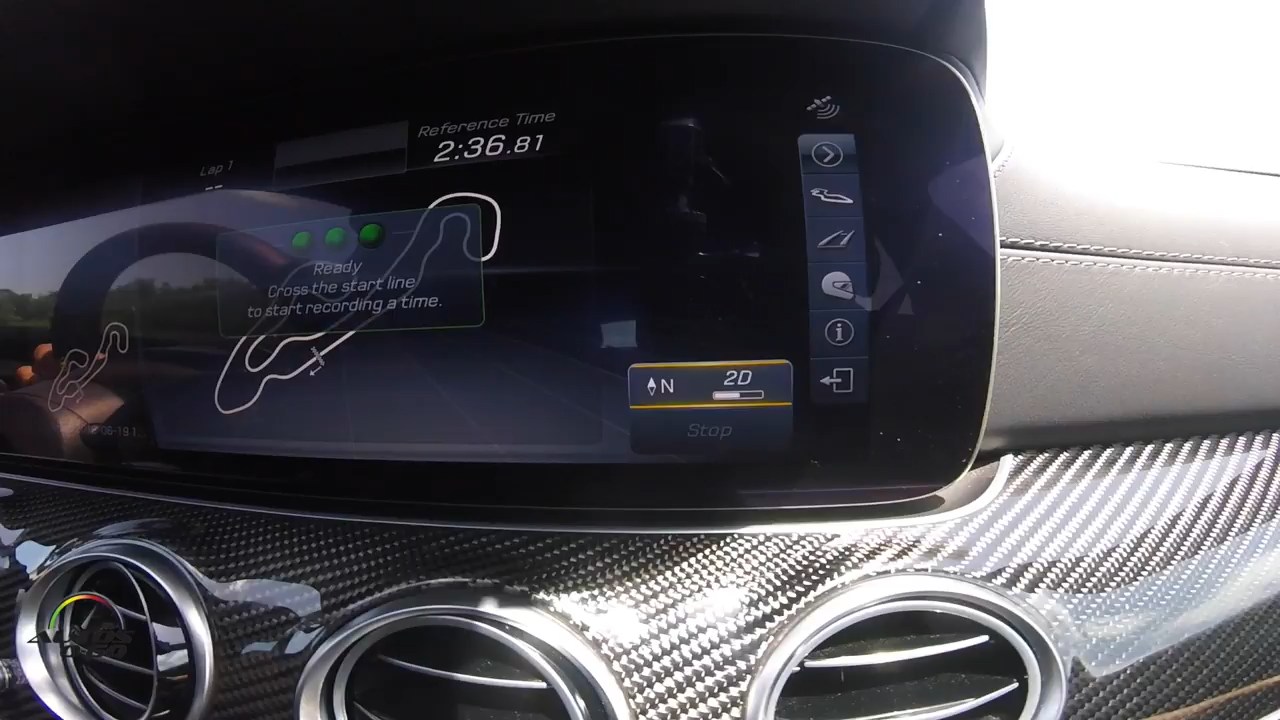 Reference Time
2:36.81
Lap 1
--
Ready
Cross the start line
to start recording a time.
N 2D
Stop